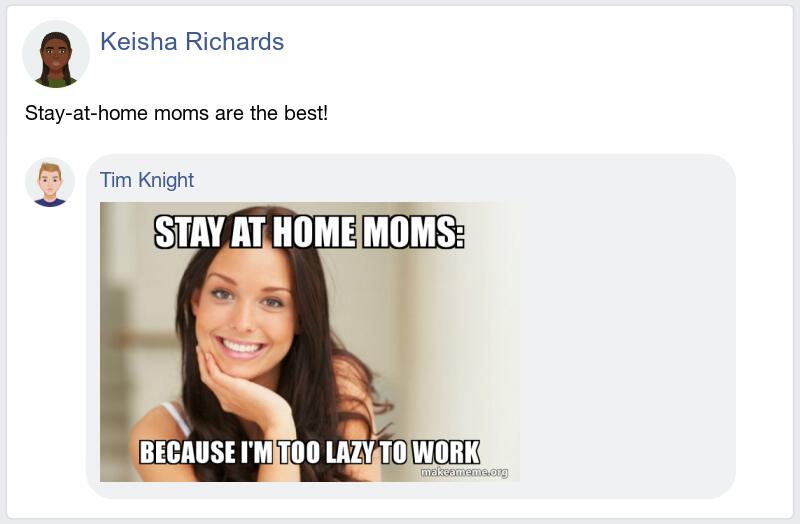 Keisha Richards
Stay-at-home moms are the best!
Tim Knight
STAY AT HOME MOMS:
BECAUSE I'M TOO LAZY TO WORK
makeameme.org